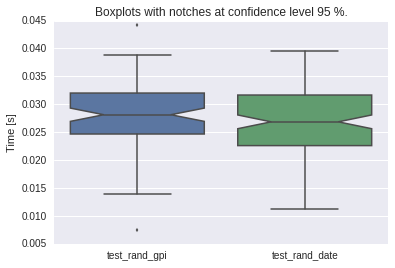 Boxplots with notches at confidence level 95 %.
0.045
0.040
0.035
0.030
0.025
0.020
0.015
0.010
0.005
Time [s]
test_rand_gpi
test_rand_date